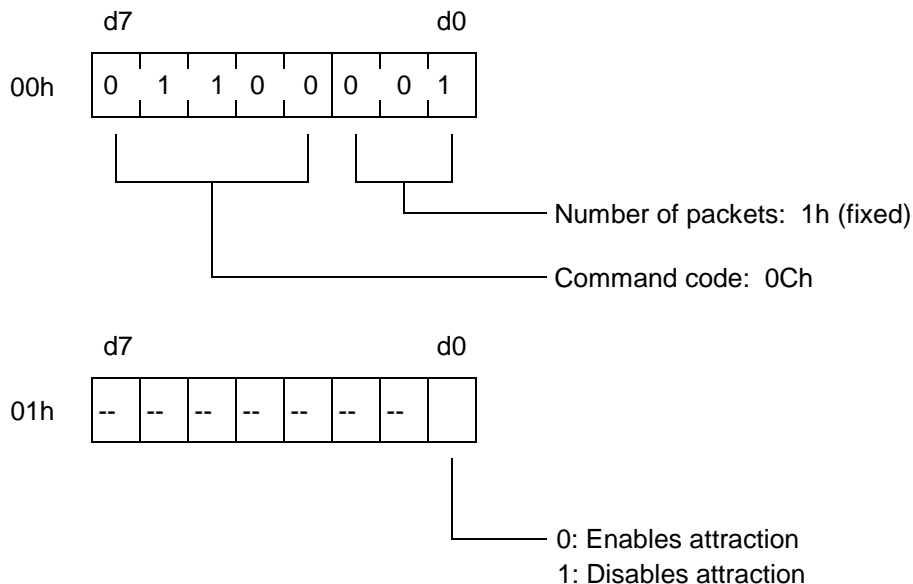 d7 d0
00h 0 1 1 0 0 0 0 1
Number of packets: 1h (fixed)
Command code: 0Ch
d7 d0
01h -- -- -- -- -- -- --
0: Enables attraction
1: Disables attraction